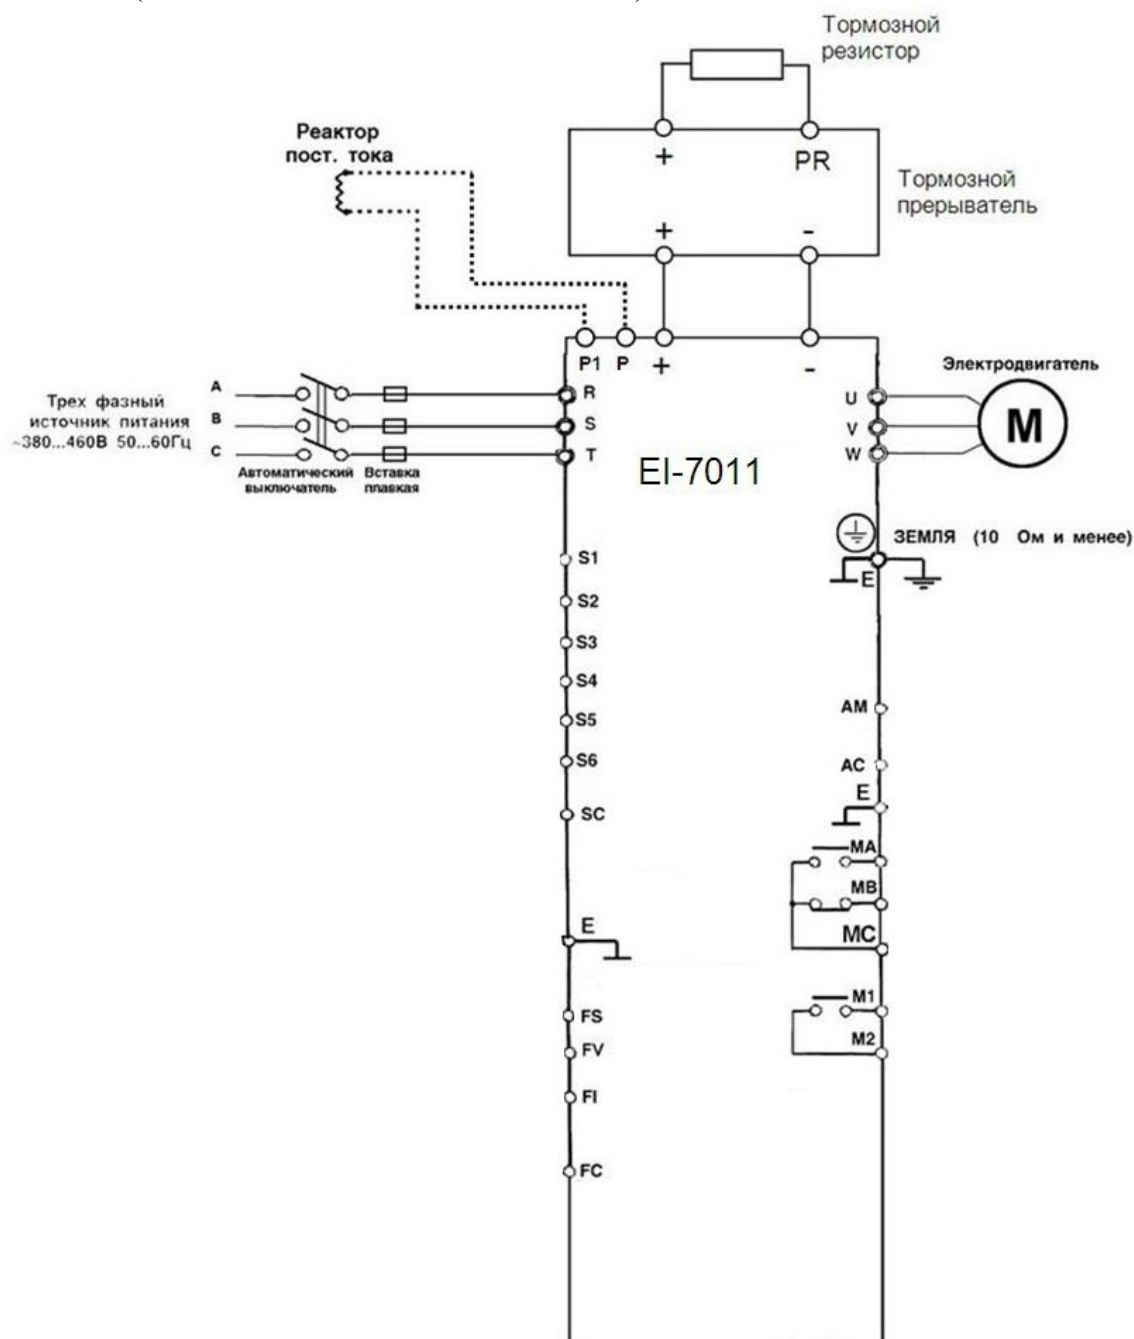 Тормозной
резистор
Реактор
пост. тока
+
PR
Тормозной
прерыватель
+
-
P1
P
+
-
Электродвигатель
Трех фазный
источник питания
~380...460В 50...60Гц
A
B
C
Автоматический
выключатель
Вставка
плавкая
R
S
T
EI-7011
U
V
W
M
ЗЕМЛЯ (10 Ом и менее)
E
S1
S2
S3
S4
S5
S6
SC
AM
AC
E
MA
MB
MC
E
M1
M2
FS
FV
FI
FC